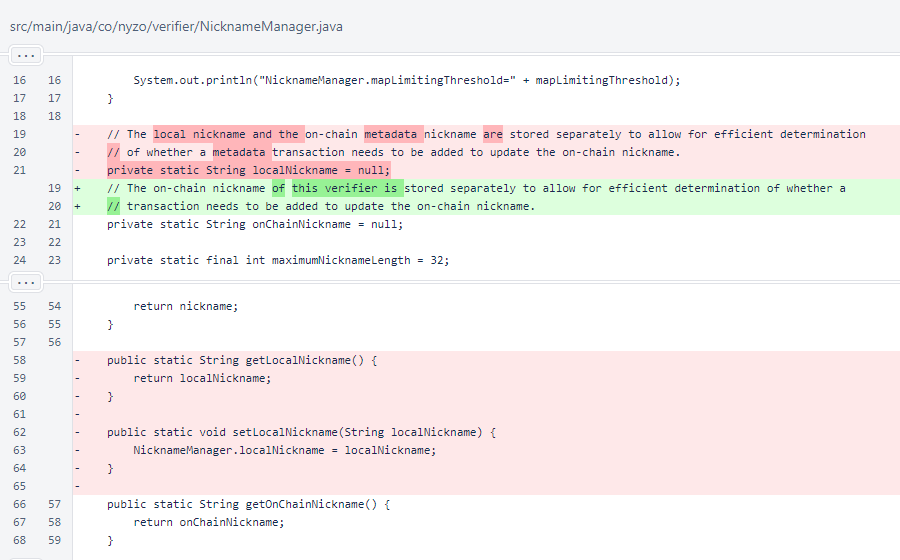 src/main/java/co/nyzo/verifier/NicknameManager.java
...
16 16 System.out.println("NicknameManager.mapLimitingThreshold=" + mapLimitingThreshold);
17 17 }
18 18
19 - // The local nickname and the on-chain metadata nickname are stored separately to allow for efficient determination
20 - // of whether a metadata transaction needs to be added to update the on-chain nickname.
21 - private static String localNickname = null;
19 + // The on-chain nickname of this verifier is stored separately to allow for efficient determination of whether a
20 + // transaction needs to be added to update the on-chain nickname.
22 21 private static String onChainNickname = null;
23 22
24 23 private static final int maximumNicknameLength = 32;
...
55 54 return nickname;
56 55 }
57 56
58 - public static String getLocalNickname() {
59 - return localNickname;
60 - }
61 -
62 - public static void setLocalNickname(String localNickname) {
63 - NicknameManager.localNickname = localNickname;
64 - }
65 -
66 57 public static String getOnChainNickname() {
67 58 return onChainNickname;
68 59 }